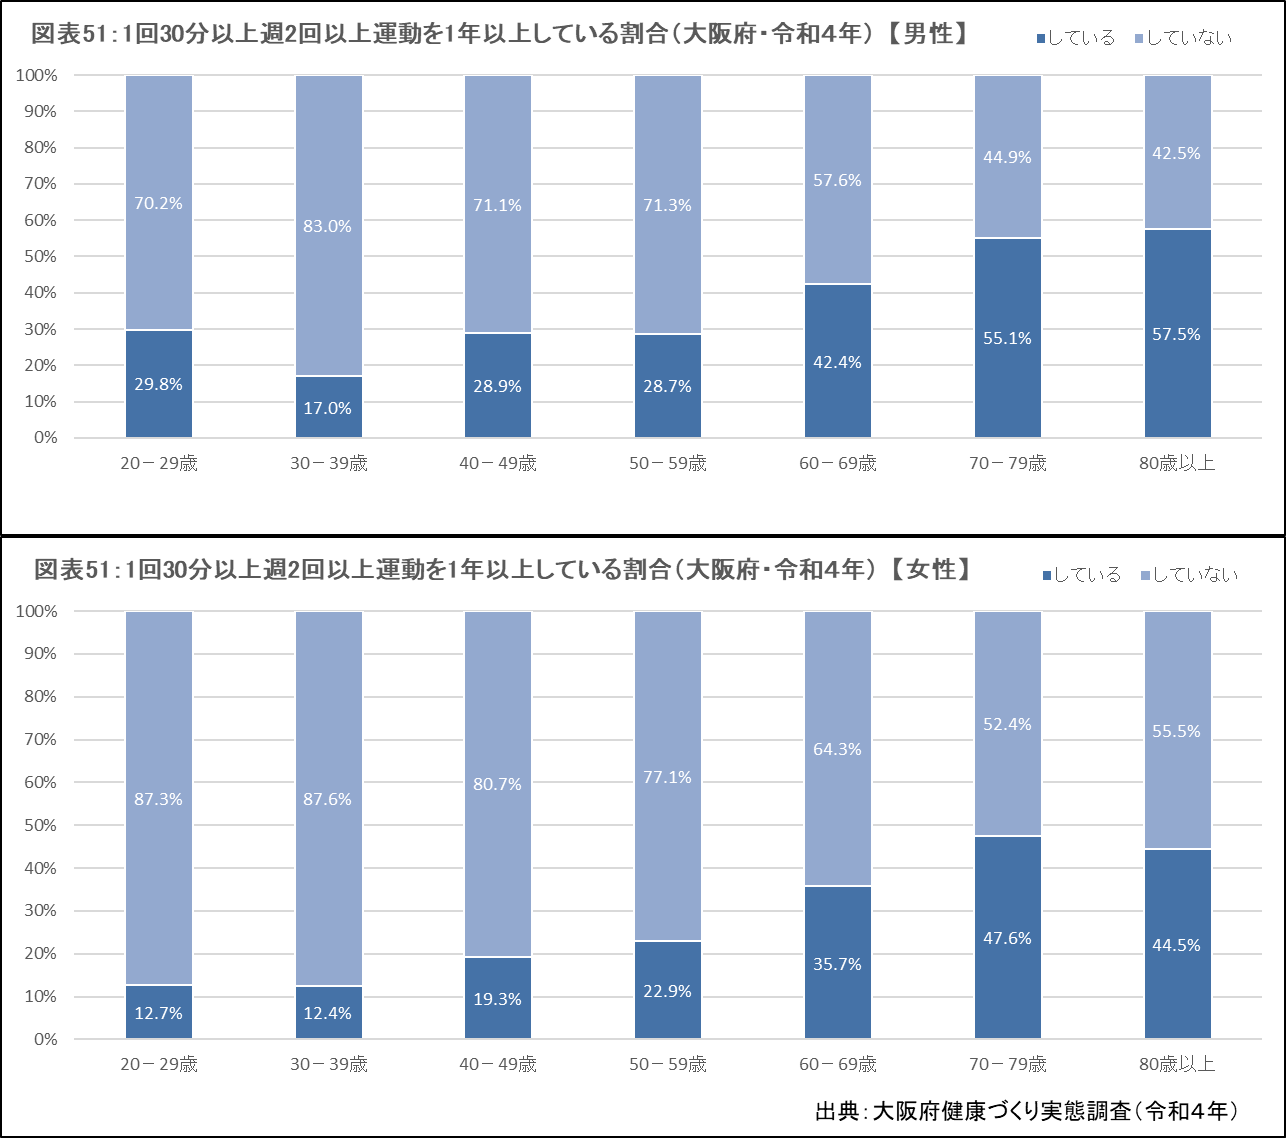 図表51：1回30分以上週2回以上運動を1年以上している割合（大阪府・令和4年）【男性】
している していない
100%
90%
80%
70%
60%
50%
40%
30%
20%
10%
0%
70.2% 83.0% 71.1% 71.3% 57.6% 44.9% 42.5%
29.8% 17.0% 28.9% 28.7% 42.4% 55.1% 57.5%
20－29歳 30－39歳 40－49歳 50－59歳 60－69歳 70－79歳 80歳以上
図表51：1回30分以上週2回以上運動を1年以上している割合（大阪府・令和4年）【女性】
している していない
100%
90%
80%
70%
60%
50%
40%
30%
20%
10%
0%
87.3% 87.6% 80.7% 77.1% 64.3% 52.4% 55.5%
12.7% 12.4% 19.3% 22.9% 35.7% 47.6% 44.5%
20－29歳 30－39歳 40－49歳 50－59歳 60－69歳 70－79歳 80歳以上
出典：大阪府健康づくり実態調査（令和4年）